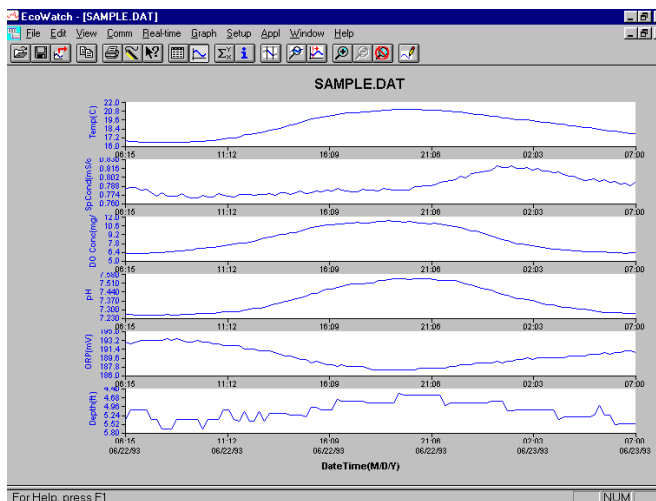 EcoWatch - [SAMPLE.DAT]
File Edit View Comm Real-time Graph Setup Appl Window Help
SAMPLE.DAT
Temp(C)
22.0
20.8
19.6
18.4
17.2
16.0
06:15 11:12 16:09 21:06 02:03 07:00
SpCond(mS/c
0.830
0.816
0.802
0.788
0.774
0.760
06:15 11:12 16:09 21:06 02:03 07:00
DO Conc(mg/
12.0
10.6
9.2
7.8
6.4
5.0
06:15 11:12 16:09 21:06 02:03 07:00
pH
7.580
7.510
7.440
7.370
7.300
7.230
06:15 11:12 16:09 21:06 02:03 07:00
ORP(mV)
195.0
193.2
191.4
189.6
187.8
186.0
06:15 11:12 16:09 21:06 02:03 07:00
Depth(ft)
4.40
4.68
4.96
5.24
5.52
5.80
06:15 11:12 16:09 21:06 02:03 07:00
06/22/93 06/22/93 06/22/93 06/22/93 06/23/93 06/23/93
DateTime(M/D/Y)
For Help, press F1
NUM